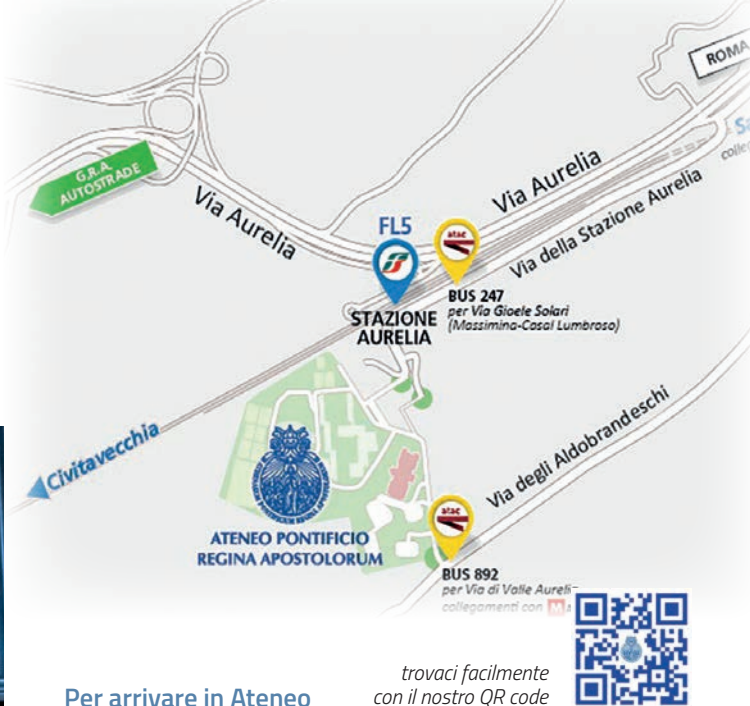 ROMA
G.R.A.
AUTOSTRADE
Via Aurelia
Via Aurelia
Via della Stazione Aurelia
FL5
atac
STAZIONE
AURELIA
BUS 247
per Via Gioele Solari
(Massimina-Casal Lumbroso)
Civitavecchia
Via degli Aldobrandeschi
ATENEO PONTIFICIO
REGINA APOSTOLORUM
atac
BUS 892
per Via di Valle Aurelia
collegamenti con M
trovaci facilmente
con il nostro QR code
Per arrivare in Ateneo